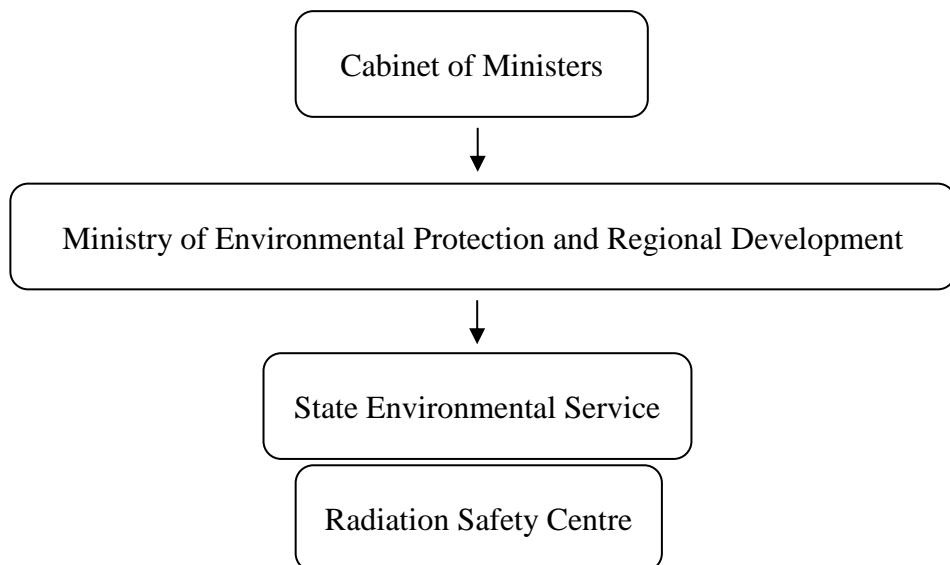 Cabinet of Ministers
Ministry of Environmental Protection and Regional Development
State Environmental Service
Radiation Safety Centre